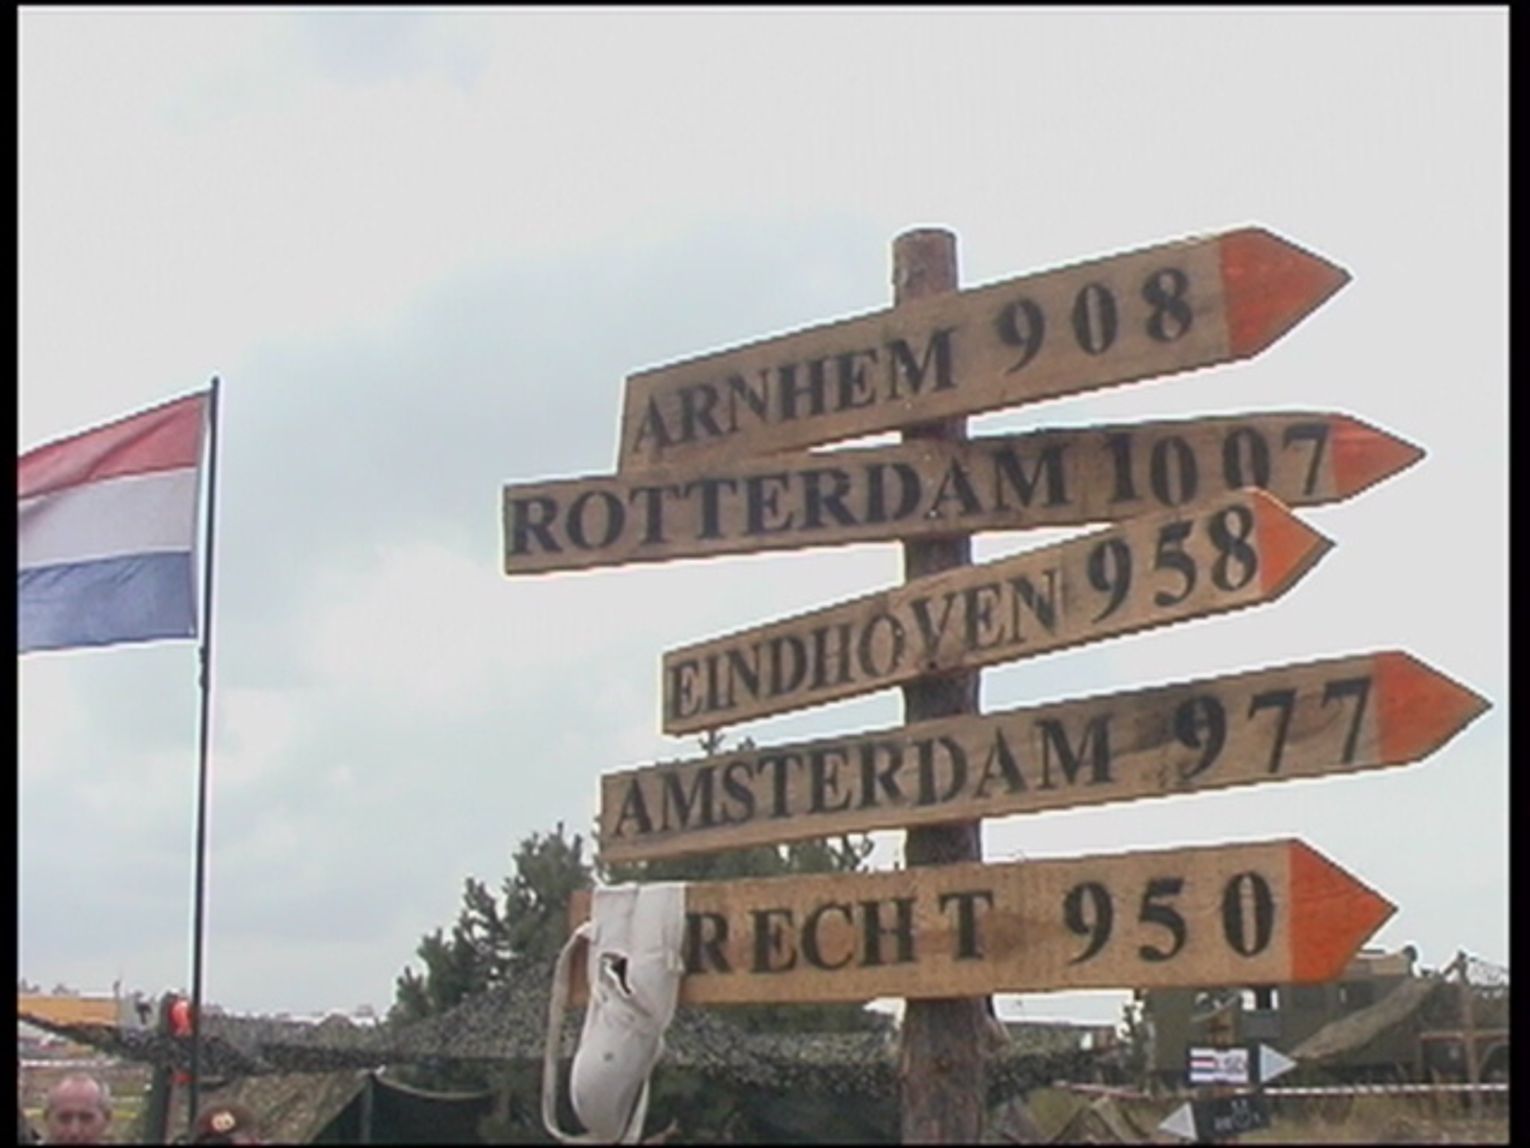 ARNHEM 908
ROTTERDAM 1007
EINDHOVEN 958
AMSTERDAM 977
RECHT 950